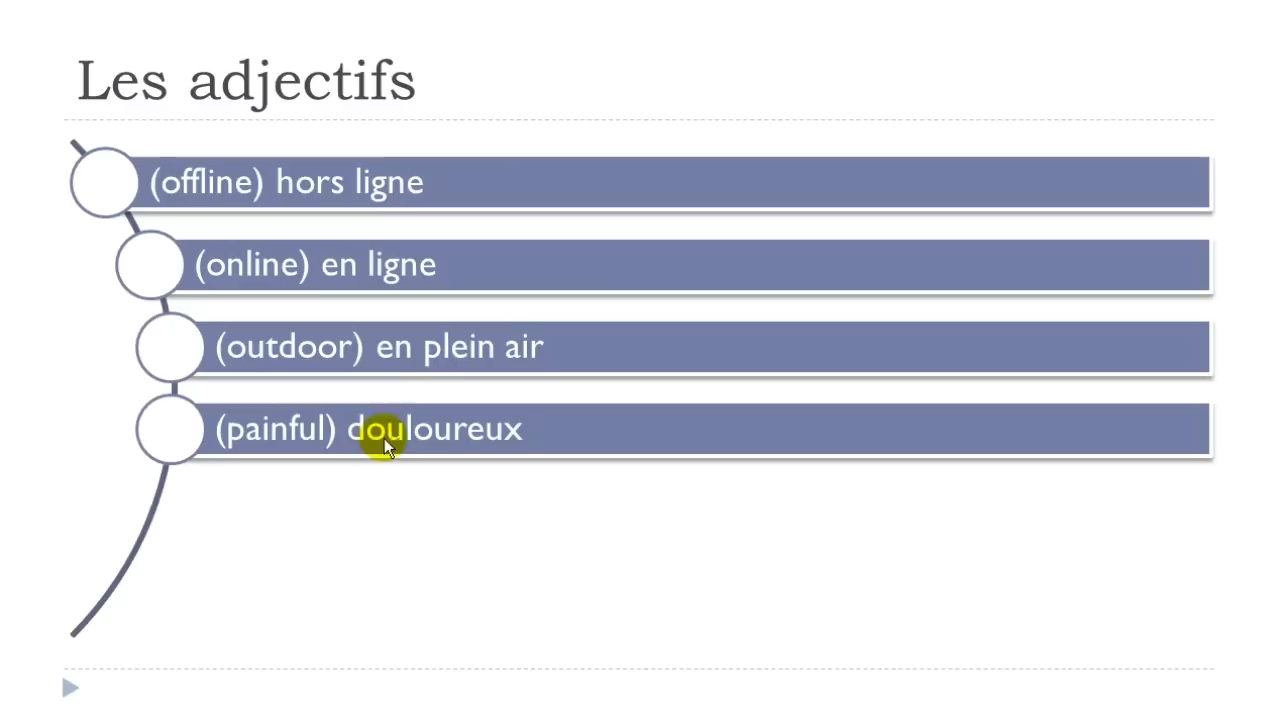 Les adjectifs
(offline) hors ligne
(online) en ligne
(outdoor) en plein air
(painful) douloureux